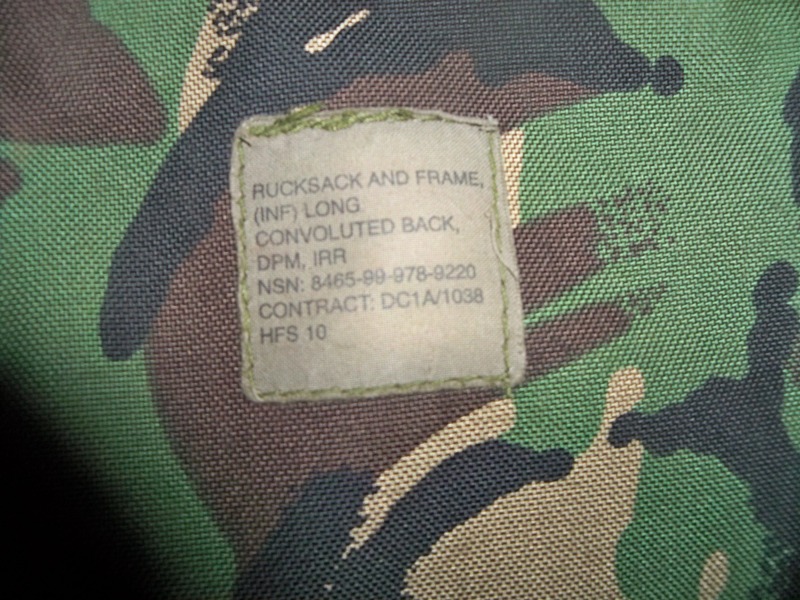 RUCKSACK AND FRAME,
(INF) LONG
CONVOLUTED BACK,
DPM, IRR
NSN: 8465-99-978-9220
CONTRACT: DC1A/1038
HFS 10